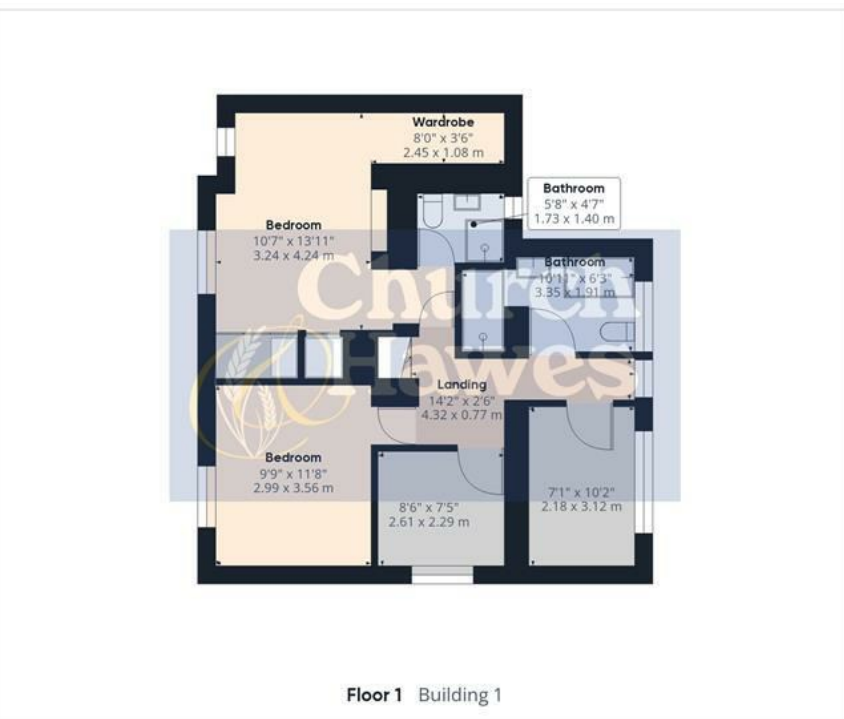 Wardrobe
8'0" x 3'6"
2.45 x 1.08 m
Bathroom
5'8" x 4'7"
1.73 x 1.40 m
Bedroom
10'7" x 13'11"
3.24 x 4.24 m
Bathroom
10'11" x 6'3"
3.35 x 1.91 m
Church
Hawes
Landing
14'2" x 2'6"
4.32 x 0.77 m
Bedroom
9'9" x 11'8"
2.99 x 3.56 m
8'6" x 7'5"
2.61 x 2.29 m
7'1" x 10'2"
2.18 x 3.12 m
Floor 1 Building 1